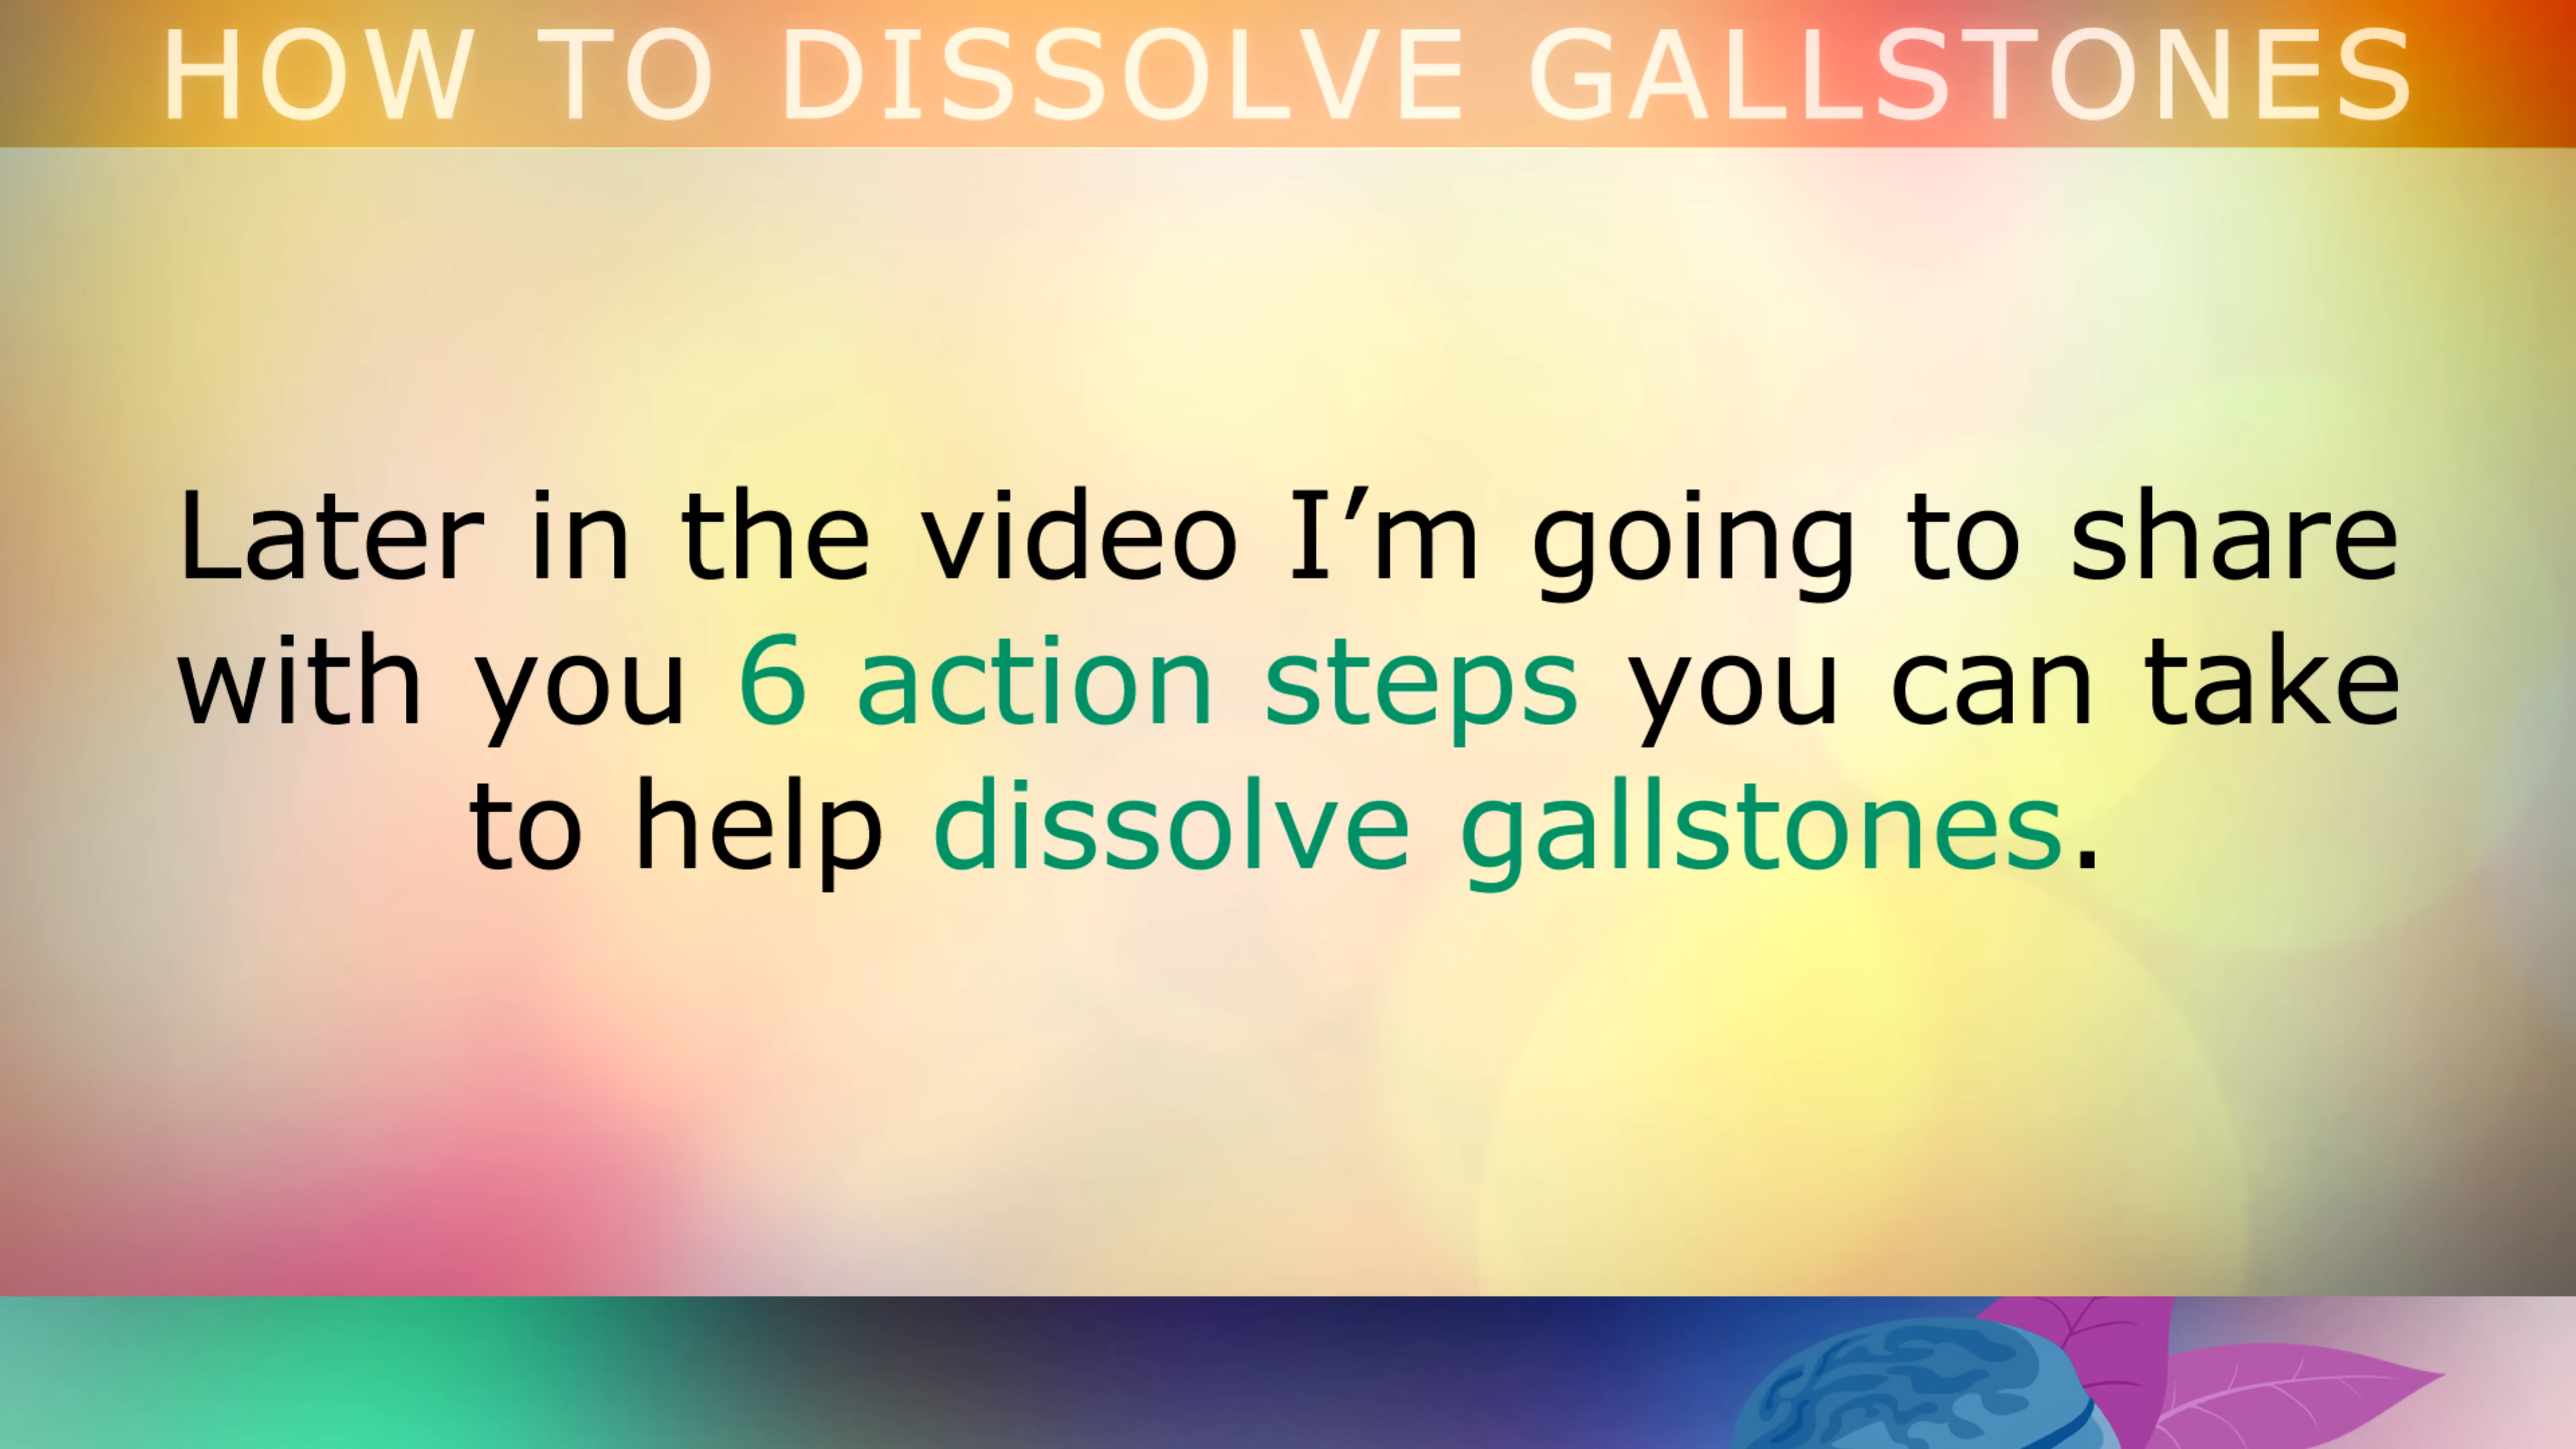 HOW TO DISSOLVE GALLSTONES
Later in the video I’m going to share
with you 6 action steps you can take
to help dissolve gallstones.